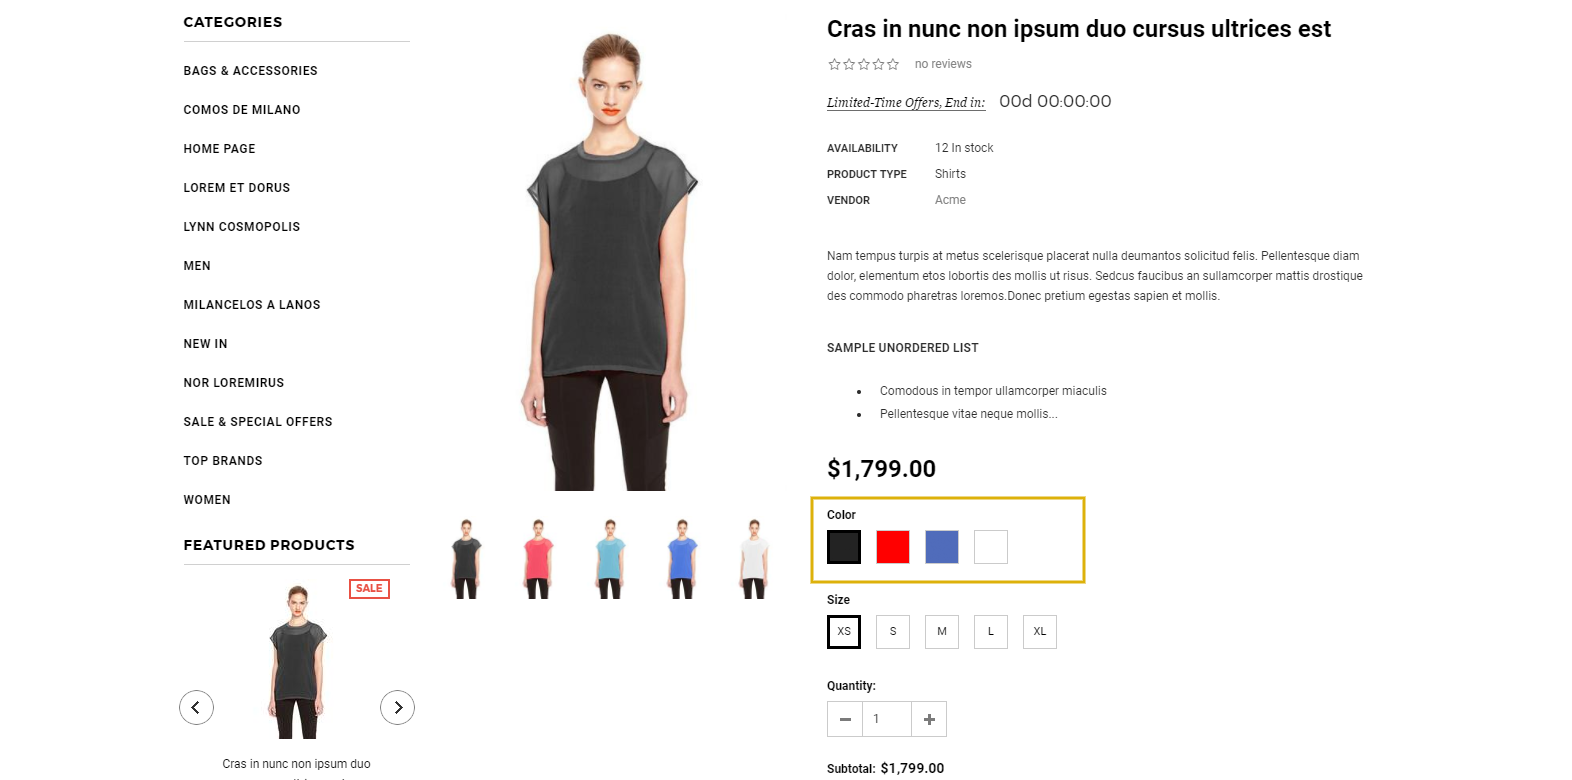 CATEGORIES
BAGS & ACCESSORIES
COMOS DE MILANO
HOME PAGE
LOREM ET DORUS
LYNN COSMOPOLIS
MEN
MILANCELOS A LANOS
NEW IN
NOR LOREMIRUS
SALE & SPECIAL OFFERS
TOP BRANDS
WOMEN
FEATURED PRODUCTS
SALE
Cras in nunc non ipsum duo
Cras in nunc non ipsum duo cursus ultrices est
no reviews
Limited-Time Offers, End in: 00d 00:00:00
AVAILABILITY 12 In stock
PRODUCT TYPE Shirts
VENDOR Acme
Nam tempus turpis at metus scelerisque placerat nulla deumantos solicitud felis. Pellentesque diam
dolor, elementum etos lobortis des mollis ut risus. Sedcus faucibus an sullamcorper mattis drostique
des commodo pharetras loremos.Donec pretium egestas sapien et mollis.
SAMPLE UNORDERED LIST
• Comodous in tempor ullamcorper miaculis
• Pellentesque vitae neque mollis...
$1,799.00
Color
Size
XS S M L XL
Quantity:
− 1 +
Subtotal: $1,799.00